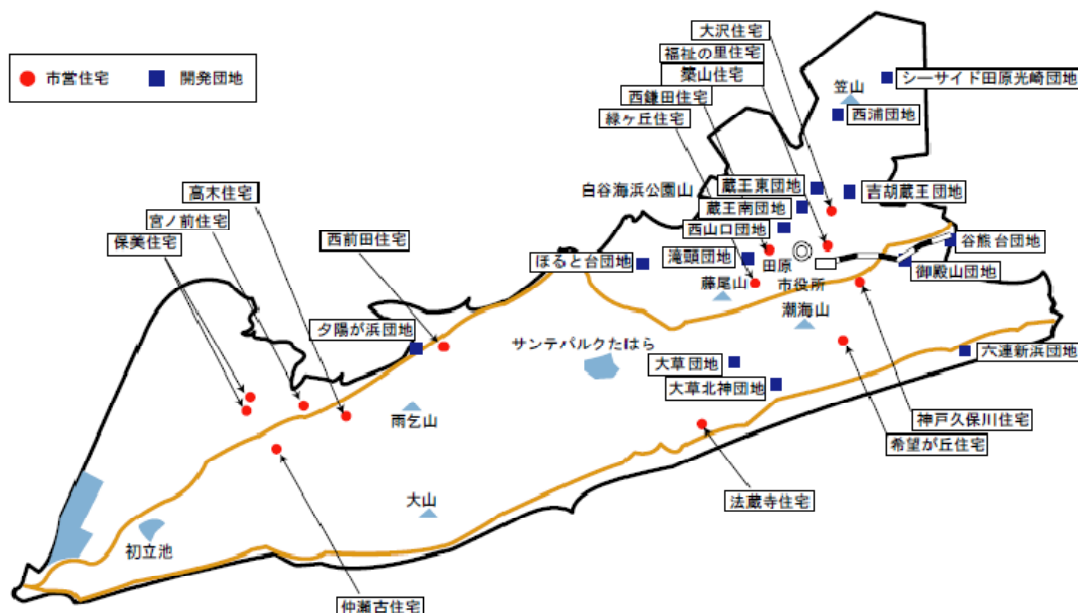 市営住宅
開発団地
大沢住宅
福祉の里住宅
築山住宅
西鎌田住宅
緑ヶ丘住宅
笠山
シーサイド田原光崎団地
西浦団地
高木住宅
宮ノ前住宅
保美住宅
西前田住宅
白谷海浜公園山
蔵王東団地
吉胡蔵王団地
蔵王南団地
西山口団地
ほると台団地
滝頭団地
田原
市役所
谷熊台団地
御殿山団地
藤尾山
潮海山
夕陽が浜団地
サンテパルクたはら
大草団地
大草北神団地
六連新浜団地
雨乞山
神戸久保川住宅
希望が丘住宅
法蔵寺住宅
大山
初立池
仲瀬古住宅